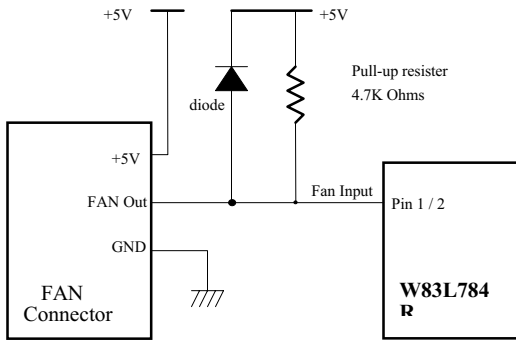 +5V
+5V
Pull-up resister
4.7K Ohms
diode
+5V
FAN Out
Fan Input
Pin 1 / 2
GND
FAN
Connector
W83L784
R